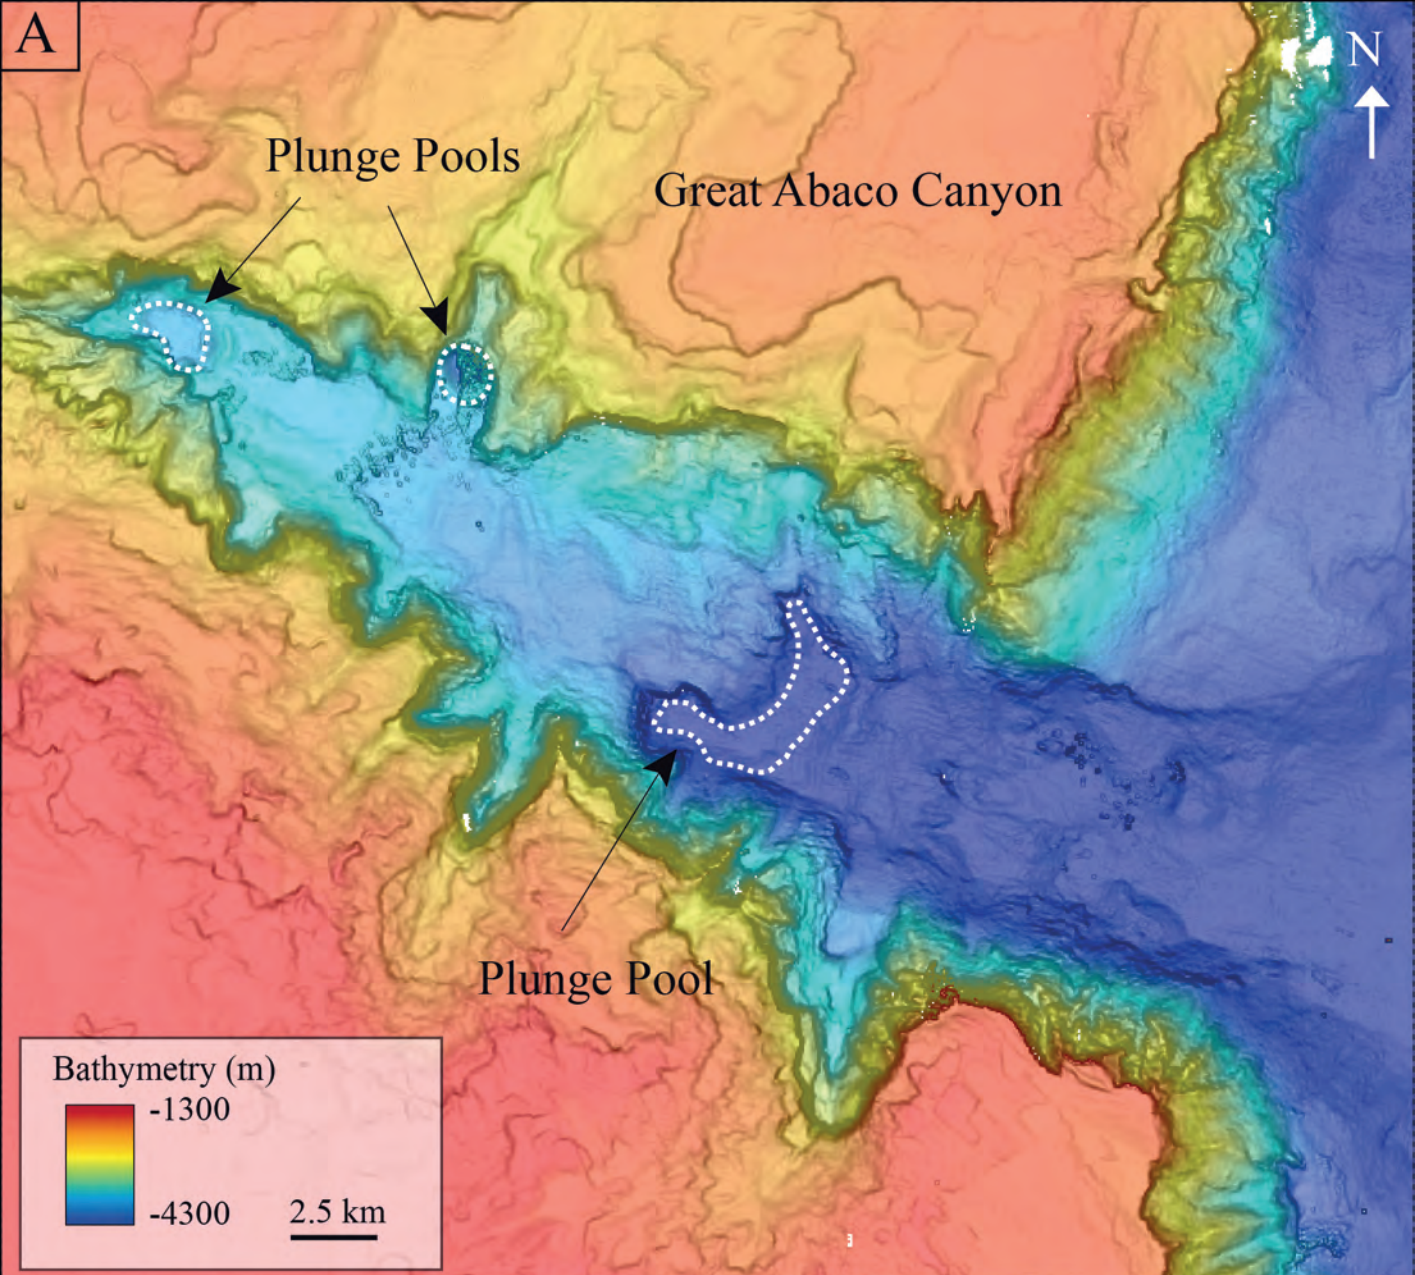 A
N
Plunge Pools
Great Abaco Canyon
Plunge Pool
Bathymetry (m)
-1300
-4300
2.5 km